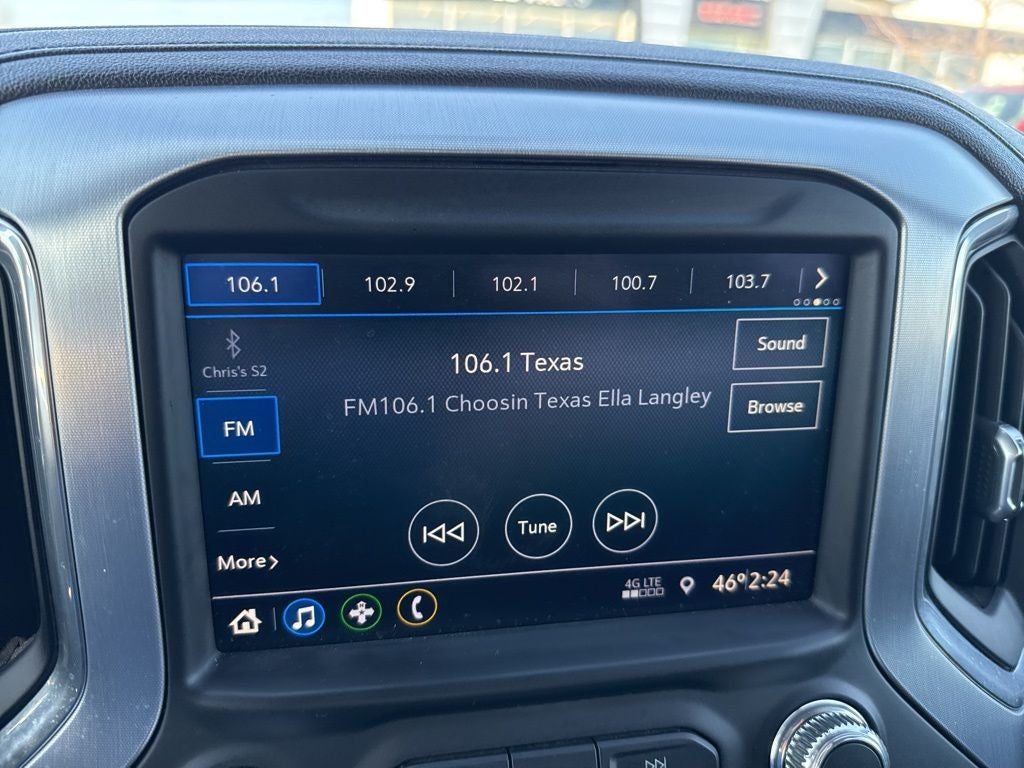 106.1 102.9 102.1 100.7 103.7
Chris's S2
106.1 Texas
FM106.1 Choosin Texas Ella Langley
Sound
Browse
FM
AM
More
Tune
4G LTE
46° 2:24